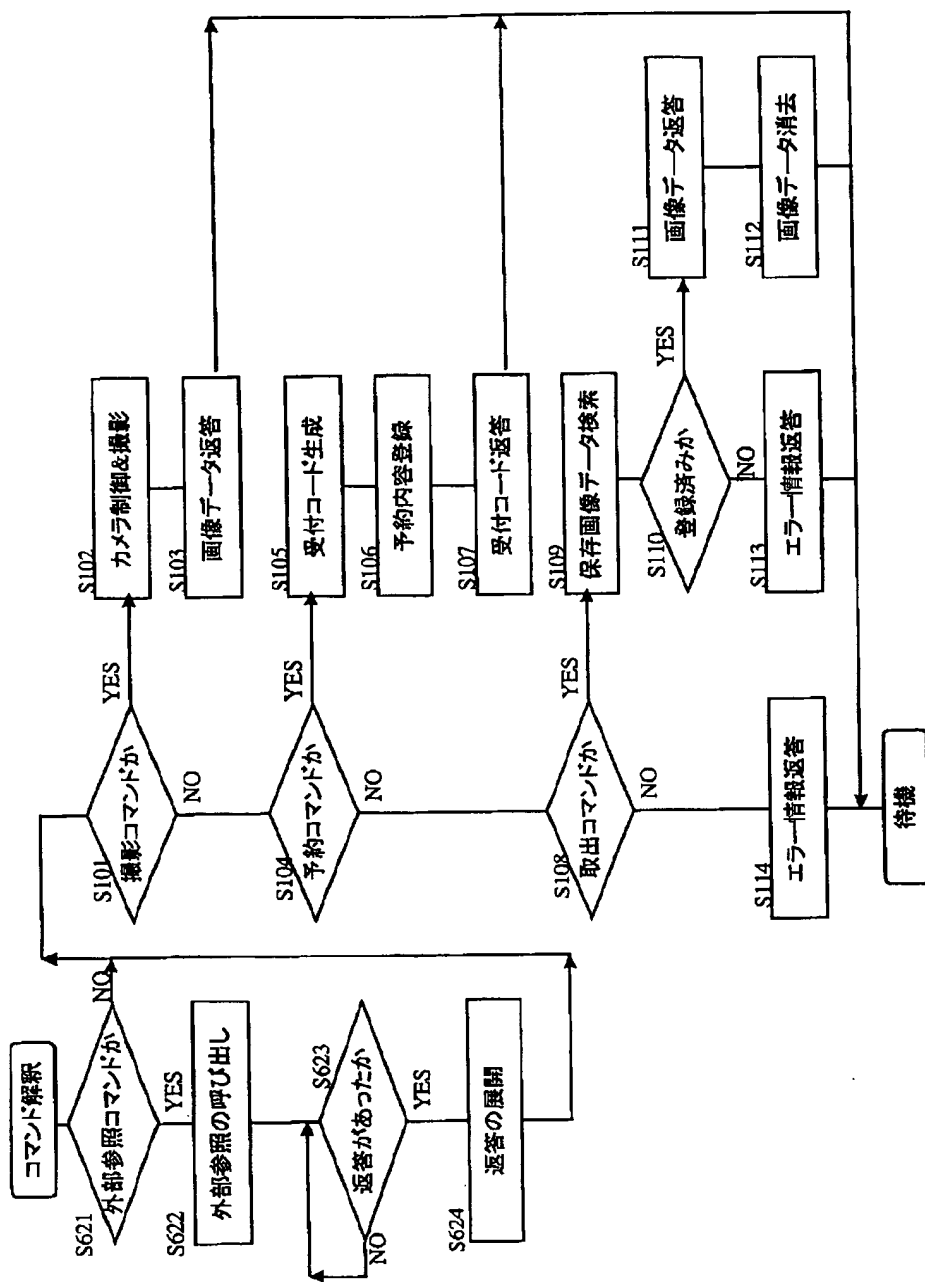 コマンド解釈
S621
外部参照コマンドか
NO
YES
S622
外部参照の呼び出し
S623
返答があったか
NO
YES
S624
返答の展開
S101
撮影コマンドか
YES
NO
S102
カメラ制御&撮影
S103
画像データ返答
S104
予約コマンドか
YES
NO
S105
受付コード生成
S106
予約内容登録
S107
受付コード返答
S108
取出コマンドか
YES
NO
S109
保存画像データ検索
S110
登録済みか
YES
NO
S111
画像データ返答
S112
画像データ消去
S113
エラー情報返答
S114
エラー情報返答
待機